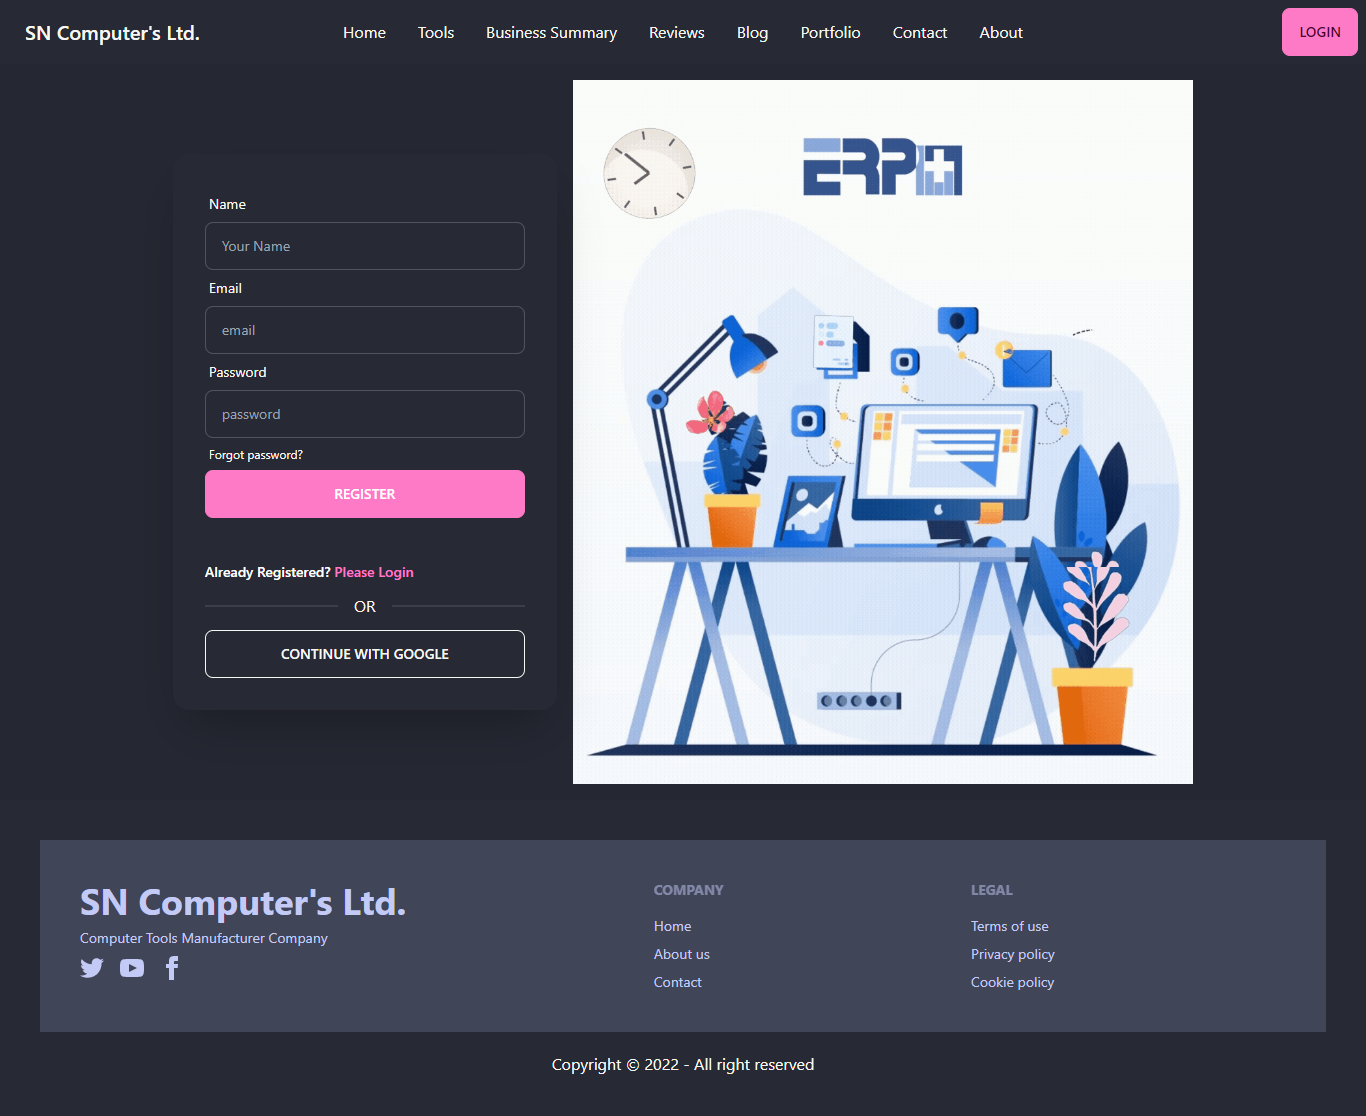 SN Computer's Ltd.
Home Tools Business Summary Reviews Blog Portfolio Contact About
LOGIN
Name
Your Name
Email
email
Password
password
Forgot password?
REGISTER
Already Registered? Please Login
OR
CONTINUE WITH GOOGLE
ERP
SN Computer's Ltd.
Computer Tools Manufacturer Company
COMPANY
Home
About us
Contact
LEGAL
Terms of use
Privacy policy
Cookie policy
Copyright © 2022 - All right reserved